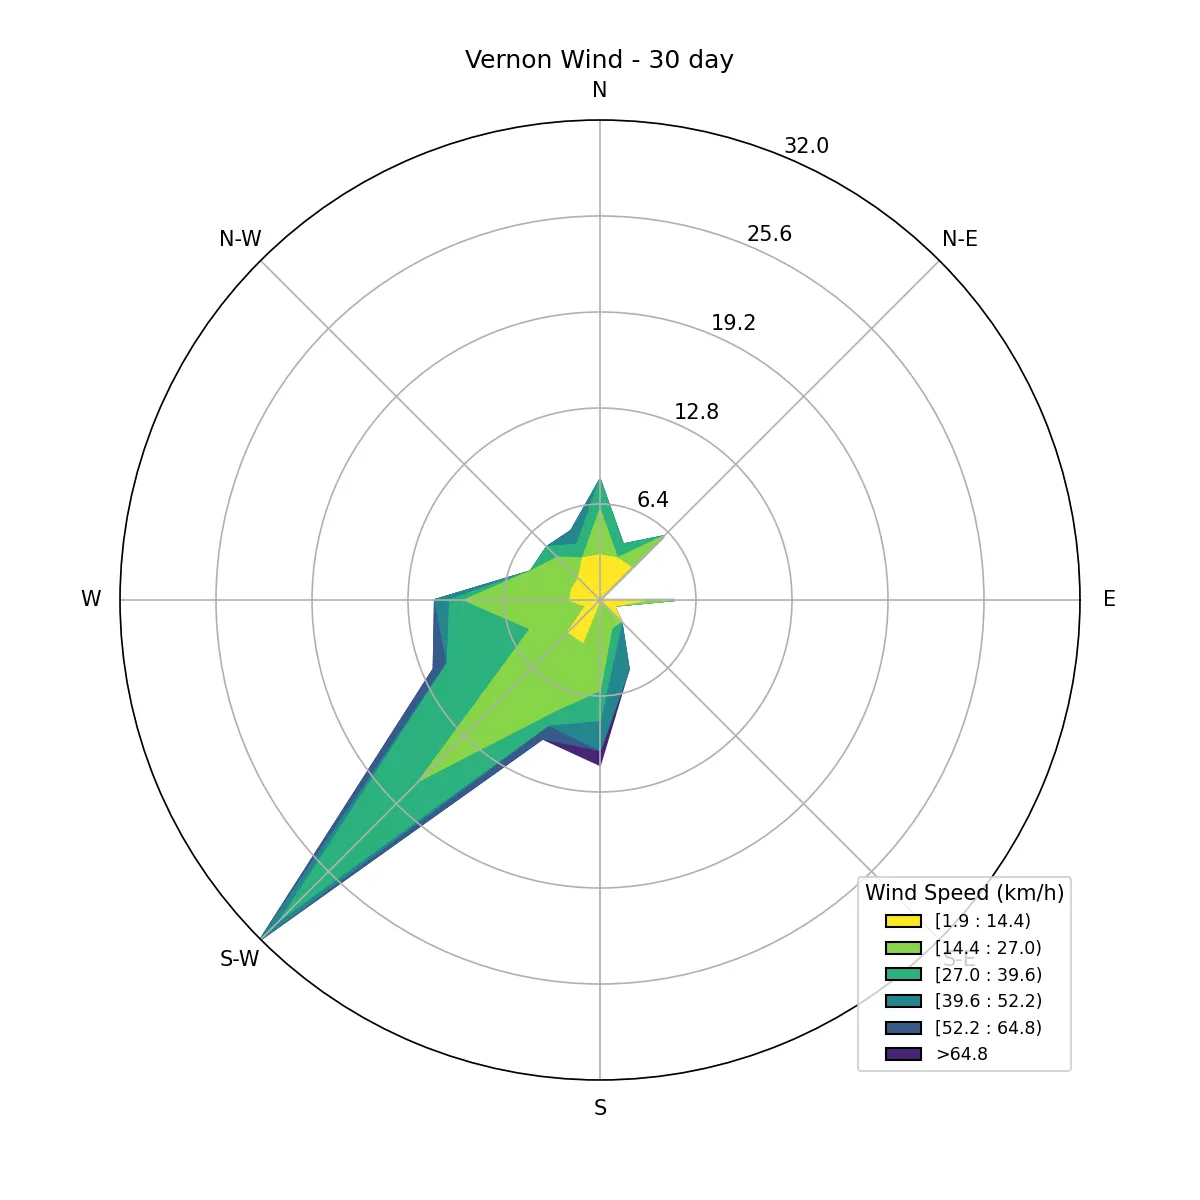 Vernon Wind - 30 day
N
32.0
N-W
25.6
N-E
19.2
12.8
6.4
W
E
Wind Speed (km/h)
[1.9 : 14.4)
[14.4 : 27.0)
S-W
S-E
[27.0 : 39.6)
[39.6 : 52.2)
[52.2 : 64.8)
>64.8
S